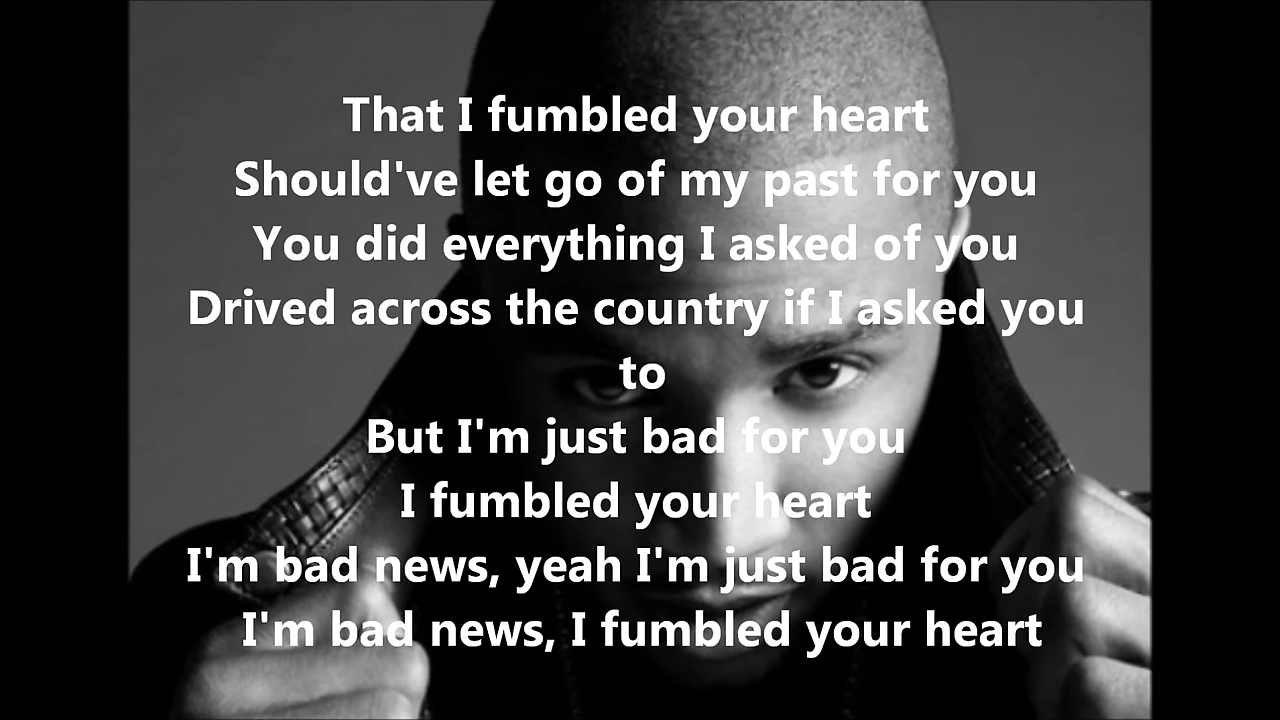 That I fumbled your heart
Should've let go of my past for you
You did everything I asked of you
Drived across the country if I asked you
to
But I'm just bad for you
I fumbled your heart
I'm bad news, yeah I'm just bad for you
I'm bad news, I fumbled your heart